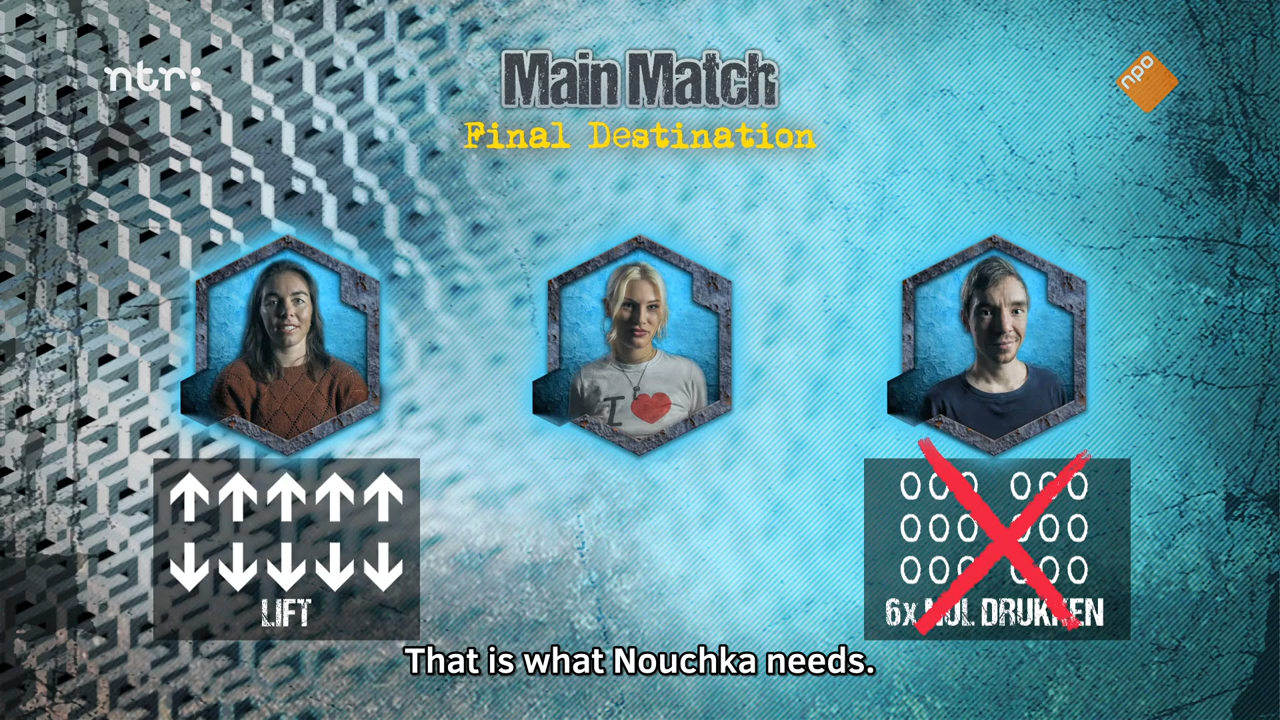 Main Match
ntr:
npo
Final Destination
I
LIFT
000 000
000 000
000 000
6x NUL DRUKKEN
That is what Nouchka needs.